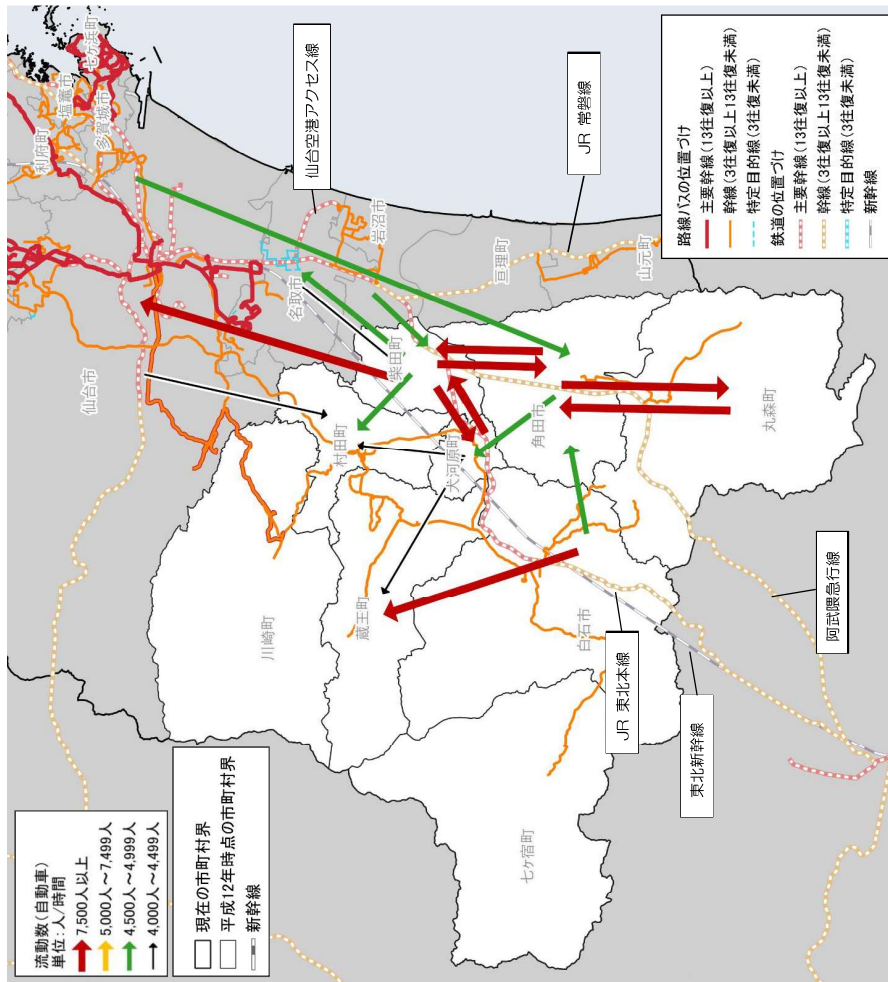 流動数(自動車)
単位:人/時間
7,500人以上
5,000人～7,499人
4,500人～4,999人
4,000人～4,499人
現在の市町村界
平成12年時点の市町村界
新幹線
七ヶ浜町
塩竈市
利府町
多賀城市
仙台空港アクセス線
JR 常磐線
岩沼市
名取市
亘理町
山元町
仙台市
柴田町
村田町
大河原町
角田市
丸森町
川崎町
蔵王町
白石市
七ケ宿町
JR 東北本線
東北新幹線
阿武隈急行線
路線バスの位置づけ
主要幹線(13往復以上)
幹線(3往復以上13往復未満)
特定目的線(3往復未満)
鉄道の位置づけ
主要幹線(13往復以上)
幹線(3往復以上13往復未満)
特定目的線(3往復未満)
新幹線